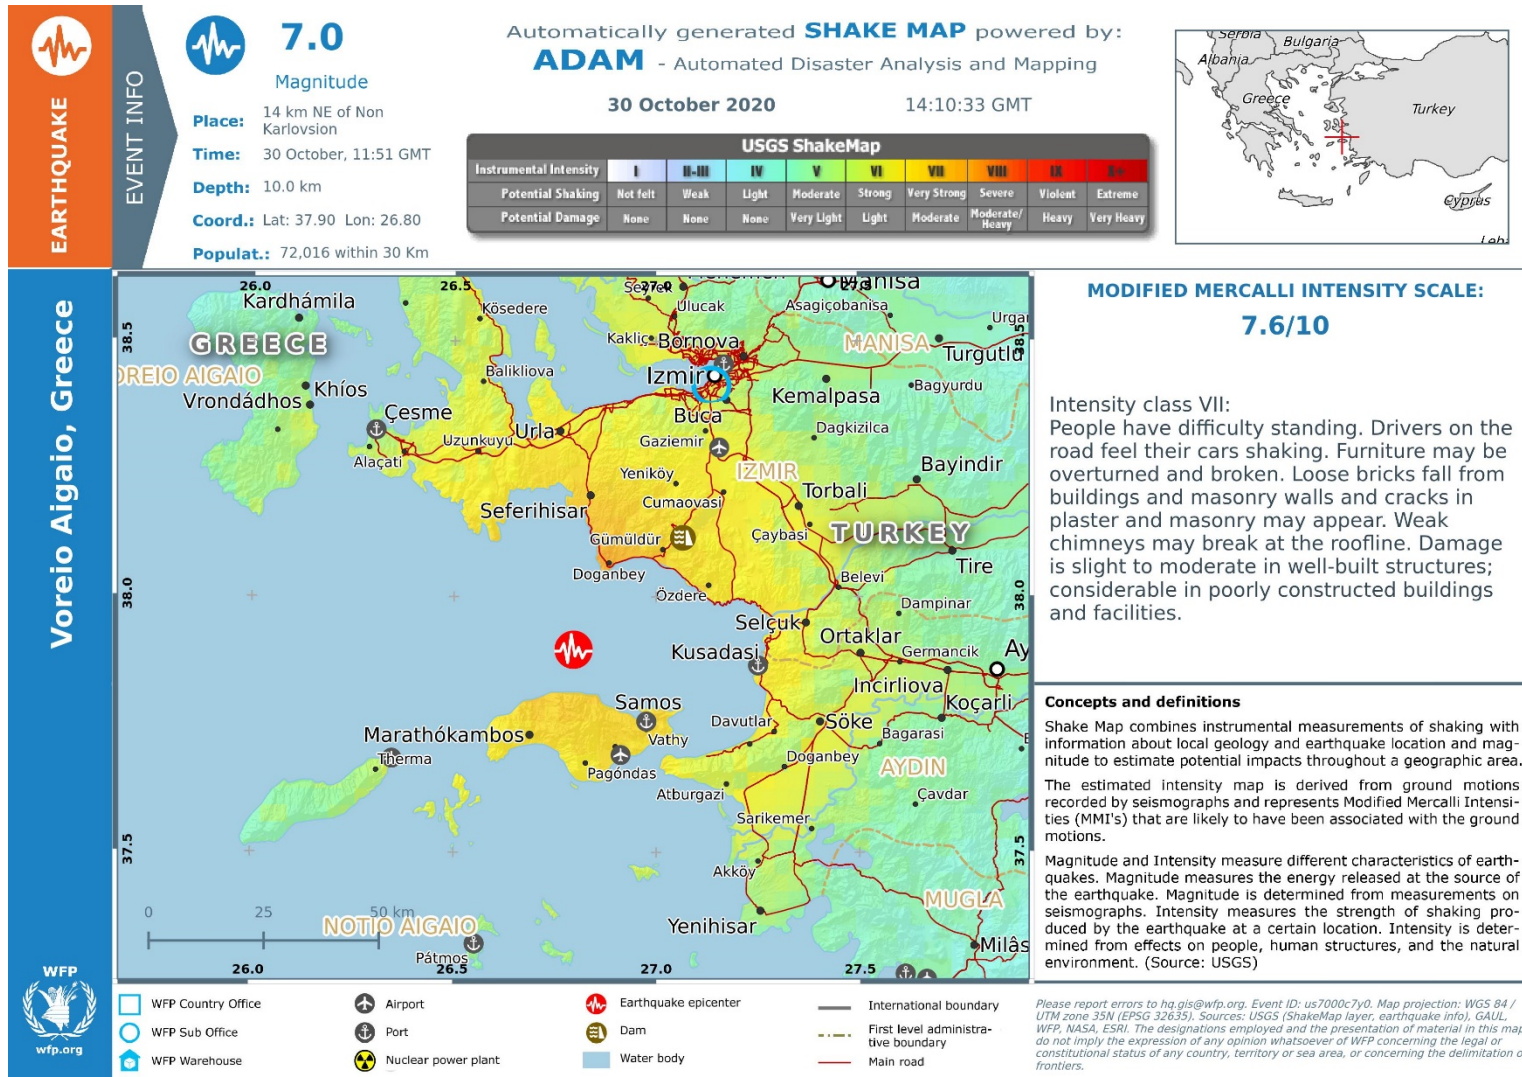 EARTHQUAKE
EVENT INFO
7.0
Magnitude
Place: 14 km NE of Non
Karlovsion
Time: 30 October, 11:51 GMT
Depth: 10.0 km
Coord.: Lat: 37.90 Lon: 26.80
Populat.: 72,016 within 30 Km
Automatically generated SHAKE MAP powered by:
ADAM - Automated Disaster Analysis and Mapping
30 October 2020 14:10:33 GMT
USGS ShakeMap
Instrumental Intensity I II-III IV V VI VII VIII IX X+
Potential Shaking Not felt Weak Light Moderate Strong Very Strong Severe Violent Extreme
Potential Damage None None None Very Light Light Moderate Moderate/
Heavy Heavy Very Heavy
Serbia
Bulgaria
Albania
Greece
Turkey
Cyprus
Voreio Aigaio, Greece
26.0 26.5 27.0 27.5
Manisa
Kardhámila
Kösedere
Ulucak
Asagiçobanisa
38.5
GREECE
Kakliç
Bornova
MANISA
Turgutlu
38.5
Balikliova
Izmir
Khíos
Vrondádhos
Kemalpasa
Bagyurdu
Çesme
Buca
Urla
Uzunkuyu
Gaziemir
Dagkizilca
Alaçati
Yeniköy
IZMIR
Bayindir
Cumaovasi
Torbali
Seferihisar
Gümüldür
Çaybasi
TURKEY
Doganbey
Tire
Özdere
Belevi
38.0
38.0
Dampinar
Selçuk
Ortaklar
Kusadasi
Germancik
Incirliova
Koçarli
Samos
Marathókambos
Vathy
Davutlar
Söke
Therma
Pagóndas
Doganbey
Bagarasi
AYDIN
Atburgazi
Çavdar
Sarikemer
37.5
37.5
Akköy
MUGLA
0 25 50 km
NOTIO AIGAIO
Yenihisar
Pátmos
Milâs
26.0 26.5 27.0 27.5
MODIFIED MERCALLI INTENSITY SCALE:
7.6/10
Intensity class VII:
People have difficulty standing. Drivers on the
road feel their cars shaking. Furniture may be
overturned and broken. Loose bricks fall from
buildings and masonry walls and cracks in
plaster and masonry may appear. Weak
chimneys may break at the roofline. Damage
is slight to moderate in well-built structures;
considerable in poorly constructed buildings
and facilities.
Concepts and definitions
Shake Map combines instrumental measurements of shaking with
information about local geology and earthquake location and mag-
nitude to estimate potential impacts throughout a geographic area.
The estimated intensity map is derived from ground motions
recorded by seismographs and represents Modified Mercalli Intensi-
ties (MMI's) that are likely to have been associated with the ground
motions.
Magnitude and Intensity measure different characteristics of earth-
quakes. Magnitude measures the energy released at the source of
the earthquake. Magnitude is determined from measurements on
seismographs. Intensity measures the strength of shaking pro-
duced by the earthquake at a certain location. Intensity is deter-
mined from effects on people, human structures, and the natural
environment. (Source: USGS)
WFP
wfp.org
WFP Country Office
WFP Sub Office
WFP Warehouse
Airport
Port
Nuclear power plant
Earthquake epicenter
Dam
Water body
International boundary
First level administra-
tive boundary
Main road
Please report errors to hq.gis@wfp.org. Event ID: us7000c7y0. Map projection: WGS 84 /
UTM zone 35N (EPSG 32635). Sources: USGS (ShakeMap layer, earthquake info), GAUL,
WFP, NASA, ESRI. The designations employed and the presentation of material in this map
do not imply the expression of any opinion whatsoever of WFP concerning the legal or
constitutional status of any country, territory or sea area, or concerning the delimitation of
frontiers.